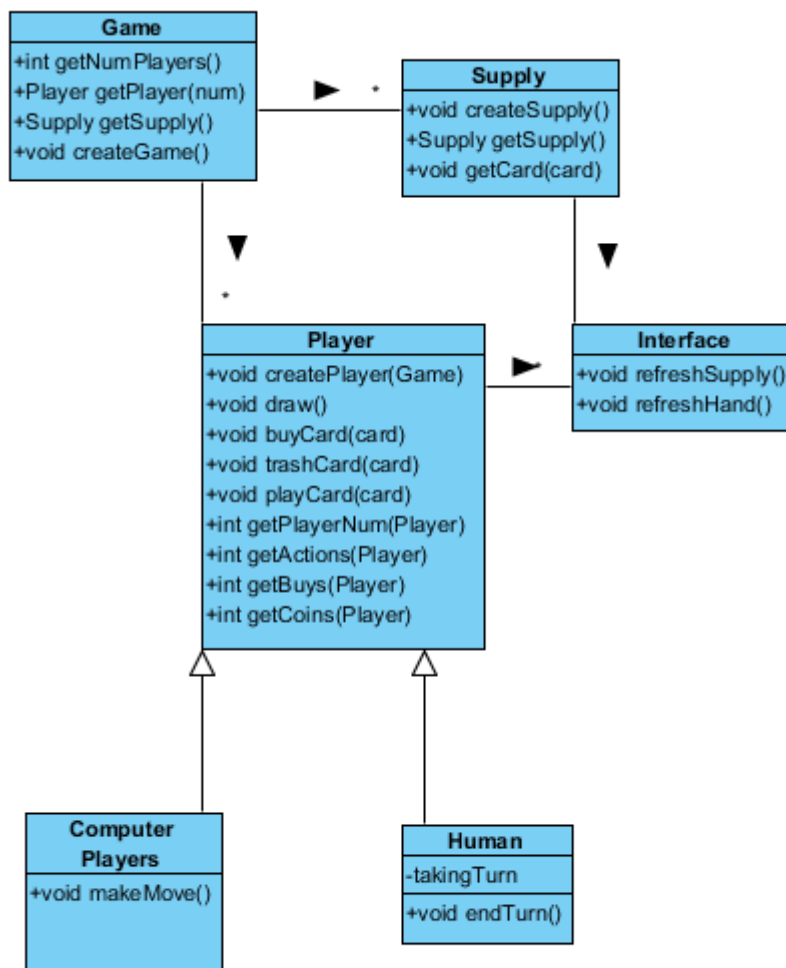 Game
+int getNumPlayers()
+Player getPlayer(num)
+Supply getSupply()
+void createGame()
*
Supply
+void createSupply()
+Supply getSupply()
+void getCard(card)
*
Player
+void createPlayer(Game)
+void draw()
+void buyCard(card)
+void trashCard(card)
+void playCard(card)
+int getPlayerNum(Player)
+int getActions(Player)
+int getBuys(Player)
+int getCoins(Player)
*
Interface
+void refreshSupply()
+void refreshHand()
Computer
Players
+void makeMove()
Human
-takingTurn
+void endTurn()